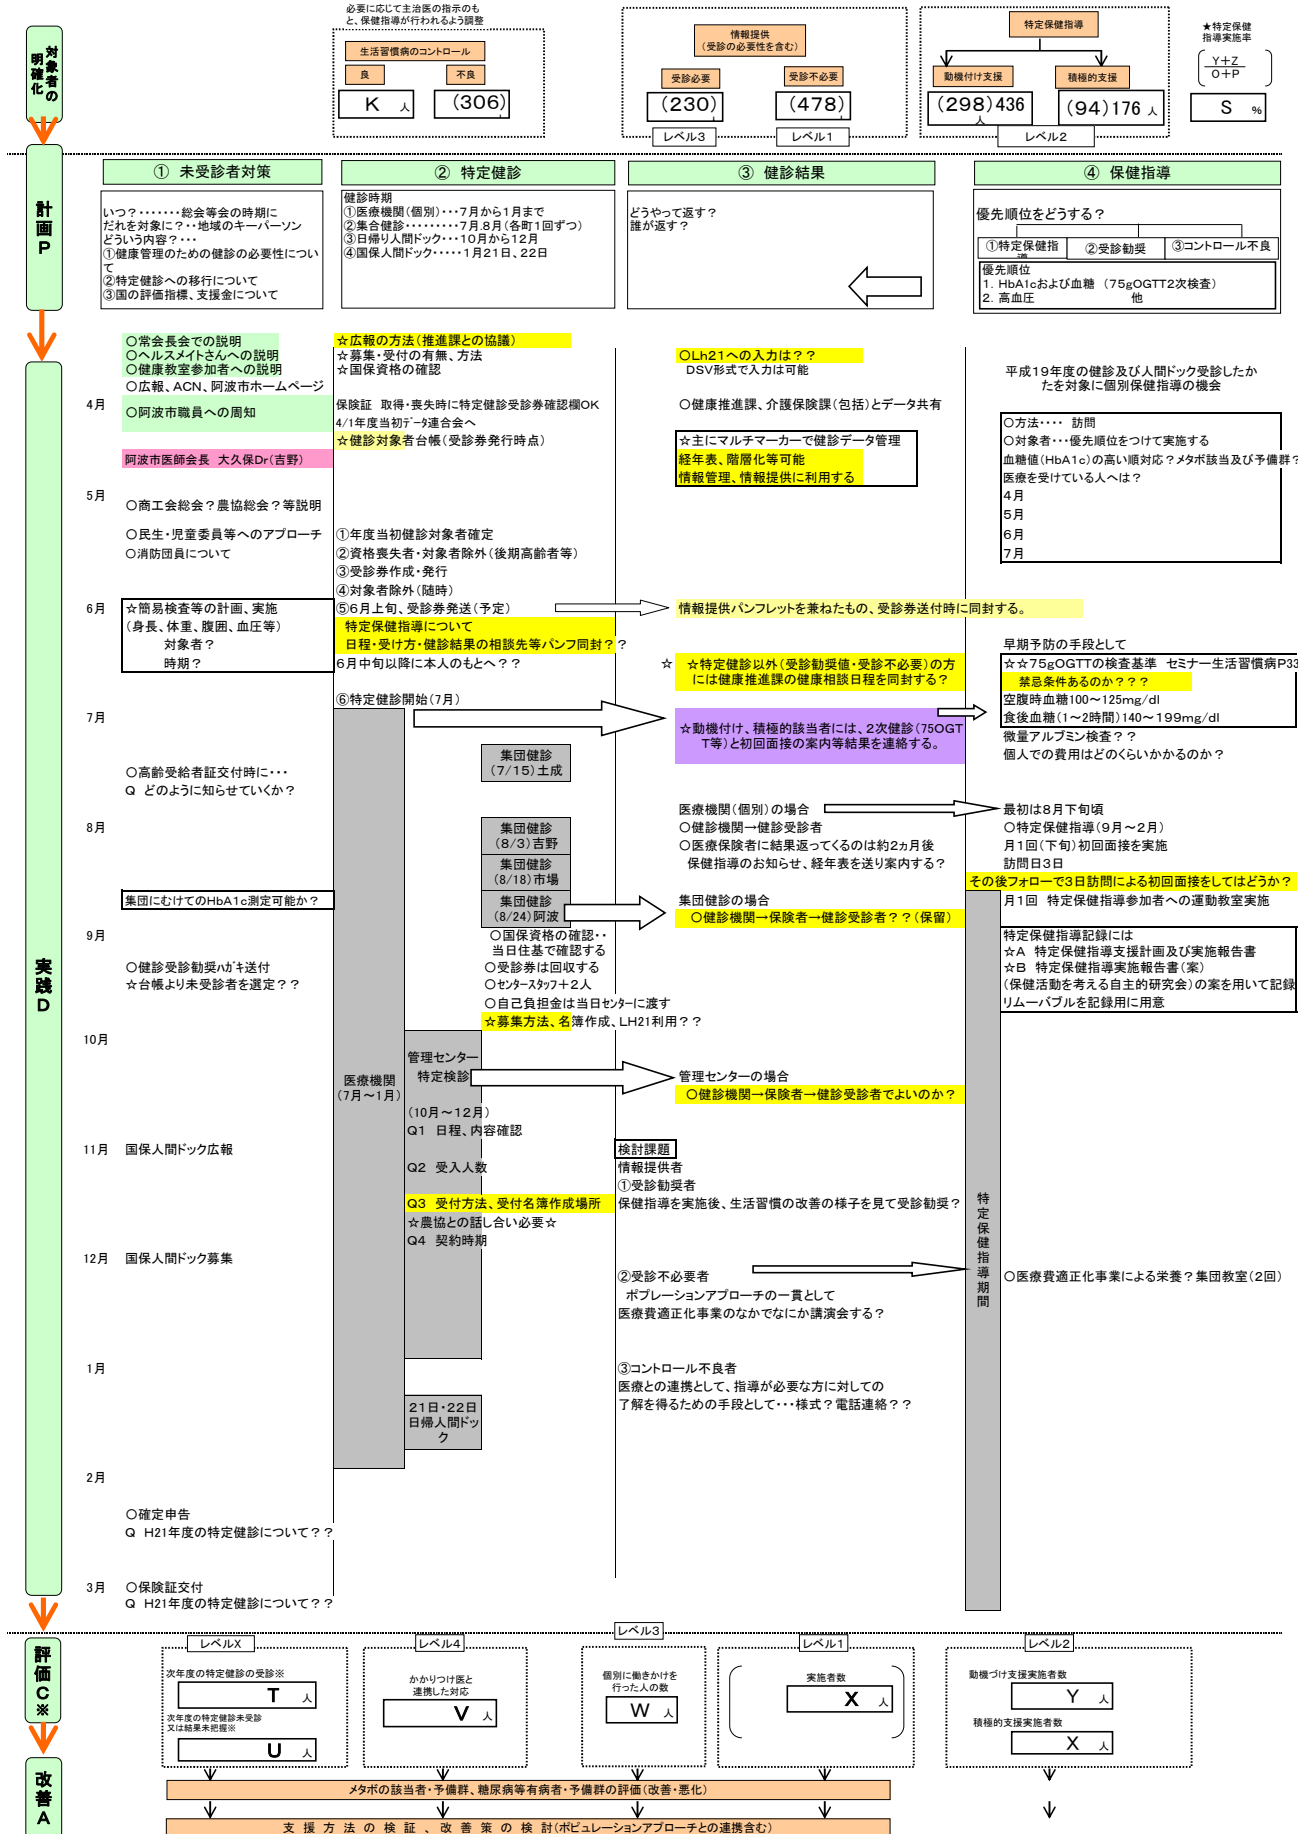 対象者の明確化
必要に応じて主治医の指示のも
と、保健指導が行われるよう調整
生活習慣病のコントロール
良
不良
K 人
(306)
情報提供
(受診の必要性を含む)
受診必要
受診不必要
(230)
(478)
レベル3
レベル1
特定保健指導
動機付け支援
積極的支援
(298)436
人
(94)176 人
レベル2
★特定保健
指導実施率
Y+Z
O+P
S %
計画P
① 未受診者対策
いつ?・・・・・・・総会等会の時期に
だれを対象に?・・地域のキーパーソン
どういう内容?・・・
①健康管理のための健診の必要性につい
て
②特定健診への移行について
③国の評価指標、支援金について
② 特定健診
健診時期
①医療機関(個別)・・・7月から1月まで
②集合健診・・・・・・・・7月.8月(各町1回ずつ)
③日帰り人間ドック・・・10月から12月
④国保人間ドック・・・・・1月21日、22日
③ 健診結果
どうやって返す?
誰が返す?
④ 保健指導
優先順位をどうする?
①特定保健指
導
②受診勧奨
③コントロール不良
優先順位
1. HbA1cおよび血糖 (75gOGTT2次検査)
2. 高血圧 他
実践D
4月
5月
6月
7月
8月
9月
10月
11月
12月
1月
2月
3月
○常会長会での説明
○ヘルスメイトさんへの説明
○健康教室参加者への説明
○広報、ACN、阿波市ホームページ
○阿波市職員への周知
阿波市医師会長 大久保Dr(吉野)
○商工会総会?農協総会?等説明
○民生・児童委員等へのアプローチ
○消防団員について
☆簡易検査等の計画、実施
(身長、体重、腹囲、血圧等)
対象者?
時期?
○高齢受給者証交付時に・・・
Q どのように知らせていくか?
集団にむけてのHbA1c測定可能か?
○健診受診勧奨ハガキ送付
☆台帳より未受診者を選定??
国保人間ドック広報
国保人間ドック募集
○確定申告
Q H21年度の特定健診について??
○保険証交付
Q H21年度の特定健診について??
☆広報の方法(推進課との協議)
☆募集・受付の有無、方法
☆国保資格の確認
保険証 取得・喪失時に特定健診受診券確認欄OK
4/1年度当初データ連合会へ
☆健診対象者台帳(受診券発行時点)
①年度当初健診対象者確定
②資格喪失者・対象者除外(後期高齢者等)
③受診券作成・発行
④対象者除外(随時)
⑤6月上旬、受診券発送(予定)
特定保健指導について
日程・受け方・健診結果の相談先等パンフ同封??
6月中旬以降に本人のもとへ??
⑥特定健診開始(7月)
医療機関
(7月~1月)
集団健診
(7/15)土成
集団健診
(8/3)吉野
集団健診
(8/18)市場
集団健診
(8/24)阿波
○国保資格の確認・・
当日住基で確認する
○受診券は回収する
○センタースタッフ+2人
○自己負担金は当日センターに渡す
☆募集方法、名簿作成、LH21利用??
管理センター
特定検診
(10月~12月)
Q1 日程、内容確認
Q2 受入人数
Q3 受付方法、受付名簿作成場所
☆農協との話し合い必要☆
Q4 契約時期
21日・22日
日帰人間ドッ
ク
○Lh21への入力は??
DSV形式で入力は可能
○健康推進課、介護保険課(包括)とデータ共有
☆主にマルチマーカーで健診データ管理
経年表、階層化等可能
情報管理、情報提供に利用する
情報提供パンフレットを兼ねたもの、受診券送付時に同封する。
☆ ☆特定健診以外(受診勧奨値・受診不必要)の方
には健康推進課の健康相談日程を同封する?
☆動機付け、積極的該当者には、2次健診(75OGT
T等)と初回面接の案内等結果を連絡する。
医療機関(個別)の場合
○健診機関→健診受診者
○医療保険者に結果返ってくるのは約2ヵ月後
保健指導のお知らせ、経年表を送り案内する?
集団健診の場合
○健診機関→保険者→健診受診者??(保留)
管理センターの場合
○健診機関→保険者→健診受診者でよいのか?
検討課題
情報提供者
①受診勧奨者
保健指導を実施後、生活習慣の改善の様子を見て受診勧奨?
②受診不必要者
ポプレーションアプローチの一貫として
医療費適正化事業のなかでなにか講演会する?
③コントロール不良者
医療との連携として、指導が必要な方に対しての
了解を得るための手段として・・・様式?電話連絡??
平成19年度の健診及び人間ドック受診したか
たを対象に個別保健指導の機会
○方法・・・・ 訪問
○対象者・・・優先順位をつけて実施する
血糖値(HbA1c)の高い順対応?メタボ該当及び予備群?
医療を受けている人へは?
4月
5月
6月
7月
早期予防の手段として
☆☆75gOGTTの検査基準 セミナー生活習慣病P33
禁忌条件あるのか???
空腹時血糖100~125mg/dl
食後血糖(1~2時間)140~199mg/dl
微量アルブミン検査??
個人での費用はどのくらいかかるのか?
最初は8月下旬頃
○特定保健指導(9月~2月)
月1回(下旬)初回面接を実施
訪問日3日
その後フォローで3日訪問による初回面接をしてはどうか?
月1回 特定保健指導参加者への運動教室実施
特定保健指導記録には
☆A 特定保健指導支援計画及び実施報告書
☆B 特定保健指導実施報告書(案)
(保健活動を考える自主的研究会)の案を用いて記録
リムーバブルを記録用に用意
特定保健指導期間
○医療費適正化事業による栄養?集団教室(2回)
評価C※
レベルX
次年度の特定健診の受診※
T 人
次年度の特定健診未受診
又は結果未把握※
U 人
レベル4
かかりつけ医と
連携した対応
V 人
レベル3
個別に働きかけを
行った人の数
W 人
レベル1
実施者数
X 人
レベル2
動機づけ支援実施者数
Y 人
積極的支援実施者数
X 人
改善A
メタボの該当者・予備群、糖尿病等有病者・予備群の評価(改善・悪化)
支援方法の検証、改善策の検討(ポピュレーションアプローチとの連携含む)